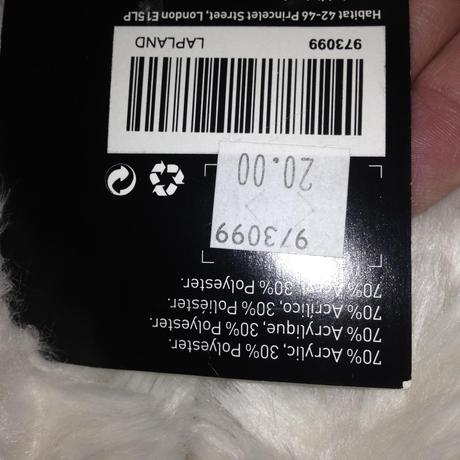 70% Acrylic, 30% Polyester.
70% Acrylique, 30% Polyester.
70% Acrílico, 30% Poliéster.
70% Acryl, 30% Polyester.
973099
20.00
973099 LAPLAND
Habitat 42-46 Princelet Street, London E1 5LP